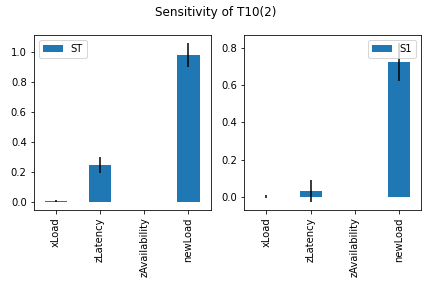 Sensitivity of T10(2)
ST
1.0
0.8
0.6
0.4
0.2
0.0
xLoad
zLatency
zAvailability
newLoad
S1
0.8
0.6
0.4
0.2
0.0
xLoad
zLatency
zAvailability
newLoad